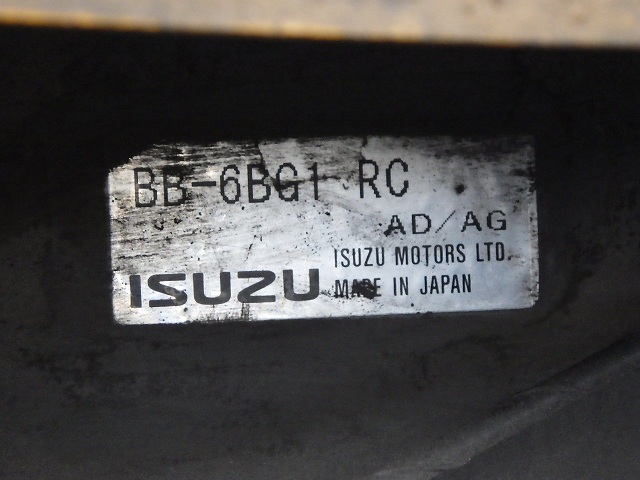 BB-6BG1 RC
AD/AG
ISUZU MOTORS LTD.
ISUZU MADE IN JAPAN